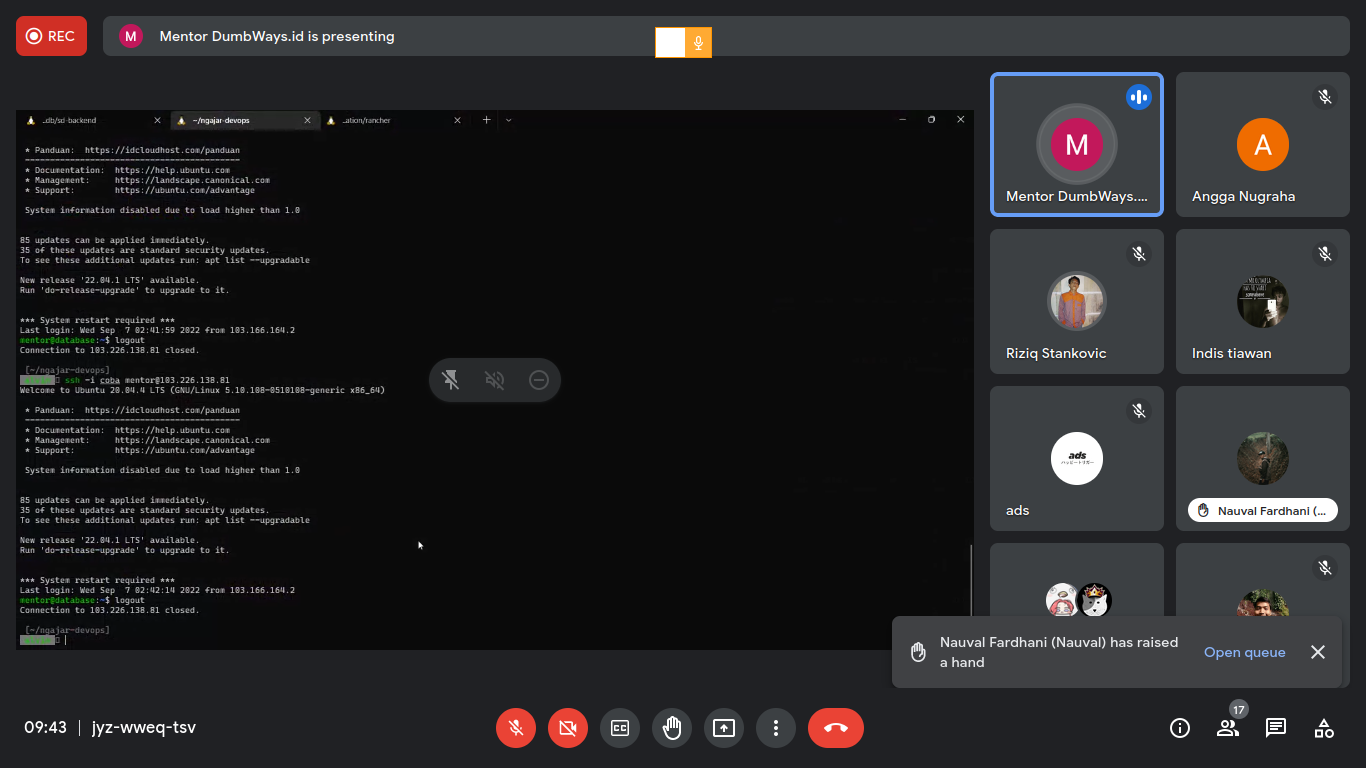 REC
M
Mentor DumbWays.id is presenting
_db/sd-backend
~/ngajar-devops
_ation/rancher
* Panduan: https://idcloudhost.com/panduan
===========================================
* Documentation: https://help.ubuntu.com
* Management: https://landscape.canonical.com
* Support: https://ubuntu.com/advantage
System information disabled due to load higher than 1.0
85 updates can be applied immediately.
35 of these updates are standard security updates.
To see these additional updates run: apt list --upgradable
New release '22.04.1 LTS' available.
Run 'do-release-upgrade' to upgrade to it.
*** System restart required ***
Last login: Wed Sep  7 02:41:59 2022 from 103.166.164.2
mentor@database:~$ logout
Connection to 103.226.138.81 closed.
[~/ngajar-devops]
ssh -i coba mentor@103.226.138.81
Welcome to Ubuntu 20.04.4 LTS (GNU/Linux 5.10.108-0510108-generic x86_64)
* Panduan: https://idcloudhost.com/panduan
===========================================
* Documentation: https://help.ubuntu.com
* Management: https://landscape.canonical.com
* Support: https://ubuntu.com/advantage
System information disabled due to load higher than 1.0
85 updates can be applied immediately.
35 of these updates are standard security updates.
To see these additional updates run: apt list --upgradable
New release '22.04.1 LTS' available.
Run 'do-release-upgrade' to upgrade to it.
*** System restart required ***
Last login: Wed Sep  7 02:42:14 2022 from 103.166.164.2
mentor@database:~$ logout
Connection to 103.226.138.81 closed.
[~/ngajar-devops]
M
Mentor DumbWays....
A
Angga Nugraha
Riziq Stankovic
Indis tiawan
ads
ads
Nauval Fardhani (...
Nauval Fardhani (Nauval) has raised
a hand
Open queue
09:43
jyz-wweq-tsv
17